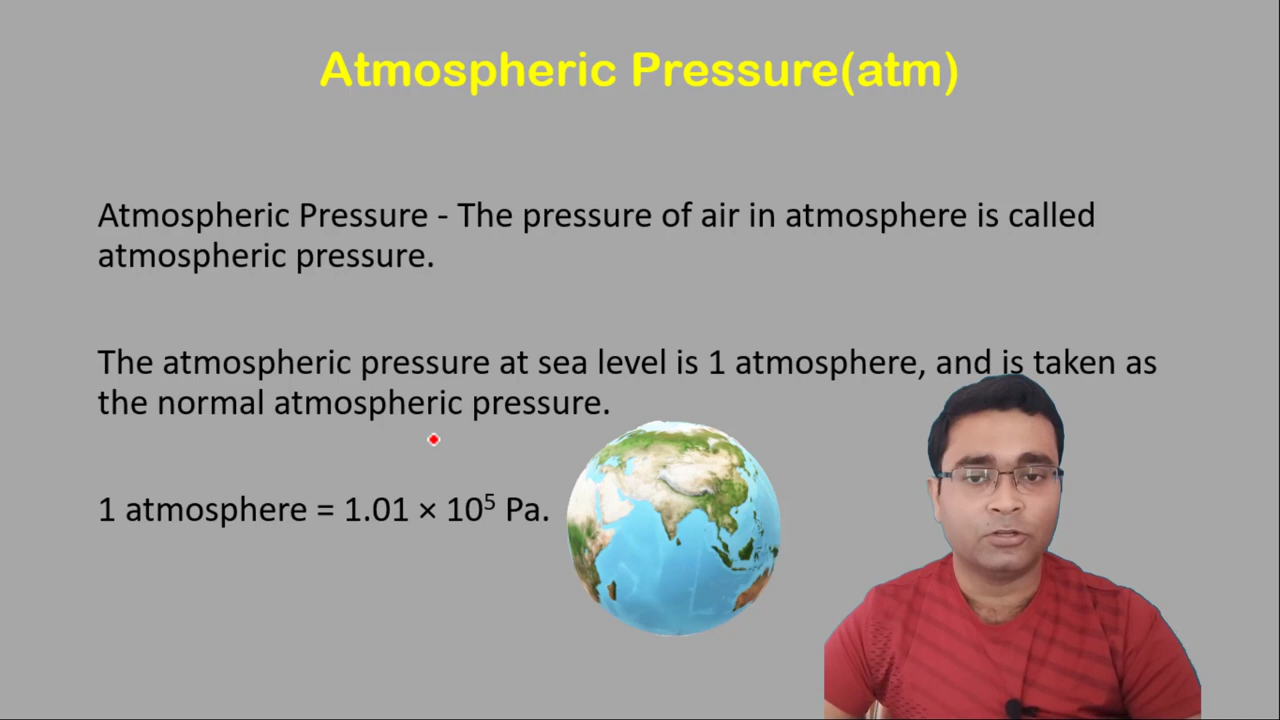 Atmospheric Pressure(atm)
Atmospheric Pressure - The pressure of air in atmosphere is called
atmospheric pressure.
The atmospheric pressure at sea level is 1 atmosphere, and is taken as
the normal atmospheric pressure.
1 atmosphere = 1.01 × 10⁵ Pa.